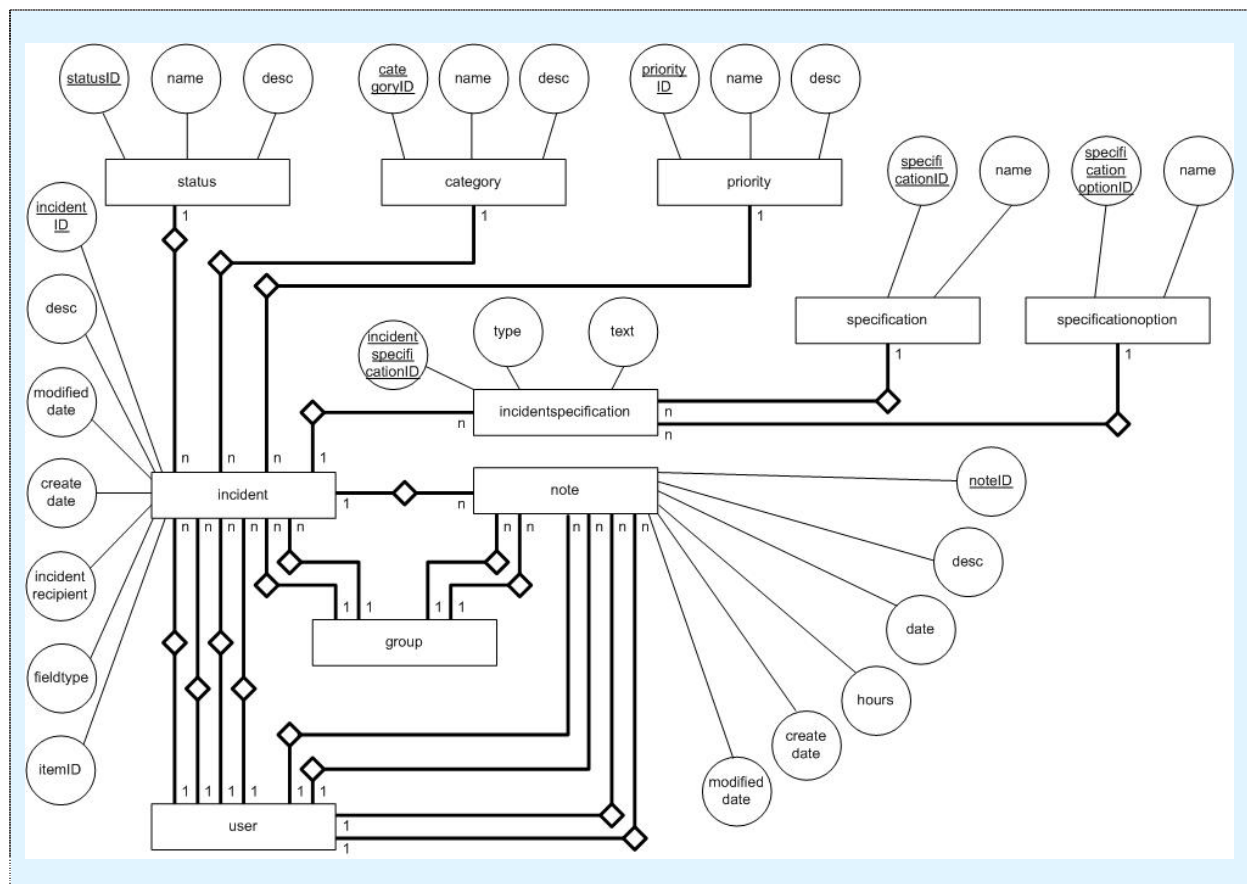 statusID
name
desc
cate
goryID
name
desc
priority
ID
name
desc
specifi
cationID
name
specifi
cation
optionID
name
status
category
priority
incident
ID
1
1
1
desc
specification
specificationoption
1
1
incident
specifi
cationID
type
text
modified
date
incidentspecification
n
n
n
n
n
n
1
create
date
incident
1
note
n
noteID
n
n
n
n
n
n
n
n
n
n
n
n
desc
incident
recipient
1
1
1
1
group
date
fieldtype
hours
create
date
itemID
modified
date
1
1
1
1
1
1
user
1
1